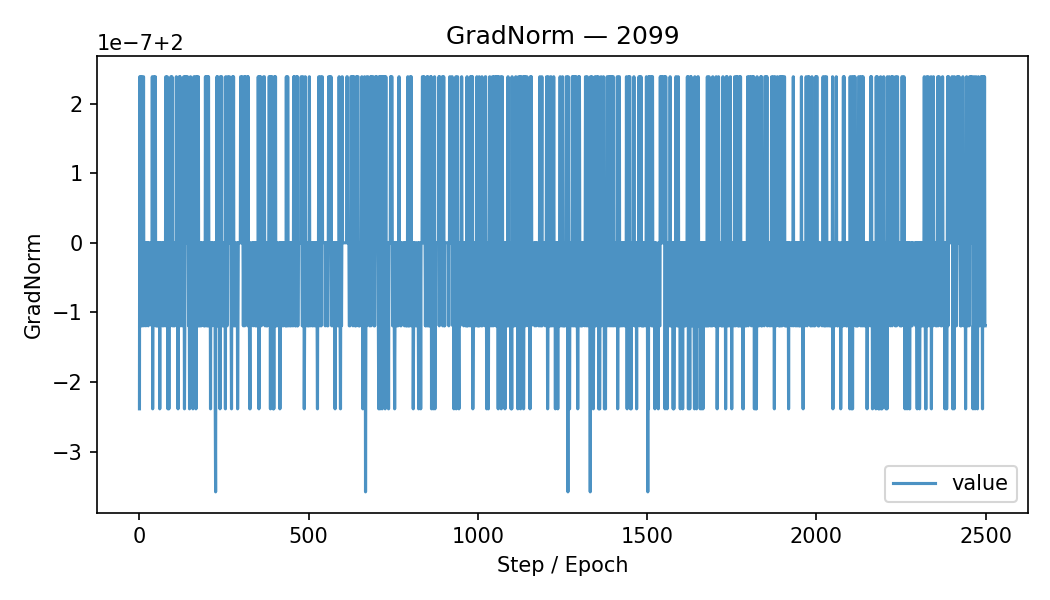 GradNorm — 2099
1e−7+2
2
1
0
−1
−2
−3
GradNorm
value
0 500 1000 1500 2000 2500
Step / Epoch